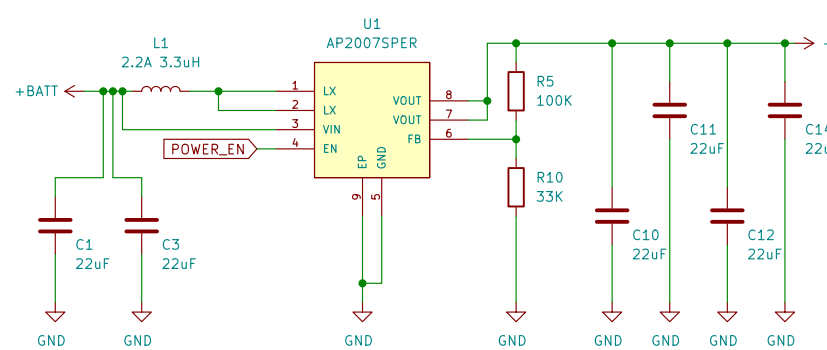 U1
AP2007SPER
L1
2.2A 3.3uH
+BATT
1
LX
2
LX
3
VIN
4
EN
POWER_EN
VOUT
8
VOUT
7
FB
6
EP
GND
9
5
R5
100K
R10
33K
C1
22uF
C3
22uF
C10
22uF
C11
22uF
C12
22uF
22
GND
GND
GND
GND
GND
GND
GND
GND